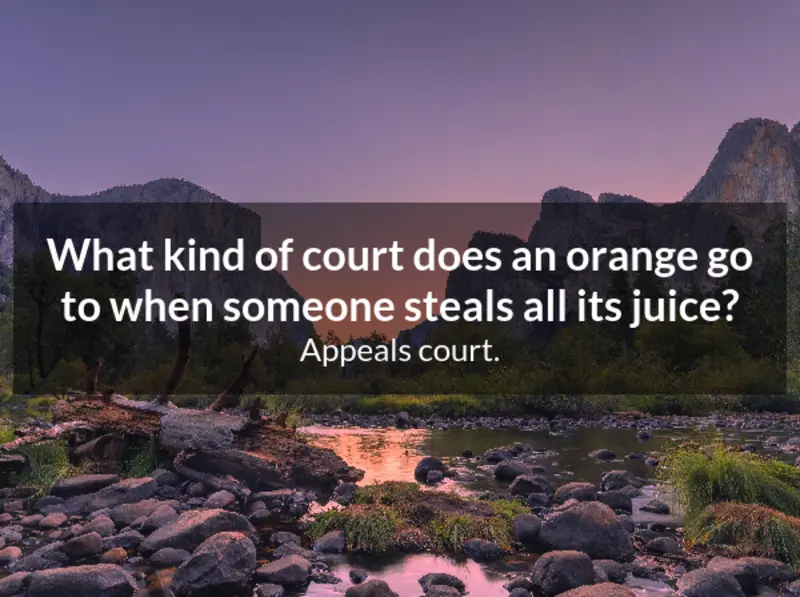 What kind of court does an orange go
to when someone steals all its juice?
Appeals court.